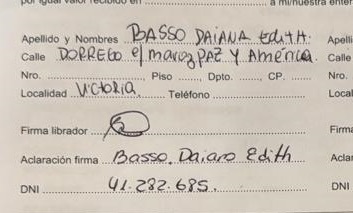 por igual valor recibido en ........ a mi/nuestra enter
Apellido y Nombres BASSO DAIANA Edith. Apelli
Calle DORREGO e/ maroz PAZ Y América Calle
Nro. ........ Piso ........, Dpto. ........, CP. ........ Nro.
Localidad Victoria. Teléfono ........ Local
Firma librador ........ Firma
Aclaración firma Basso. Daiara Edith Aclar
DNI 41.282.685. DNI